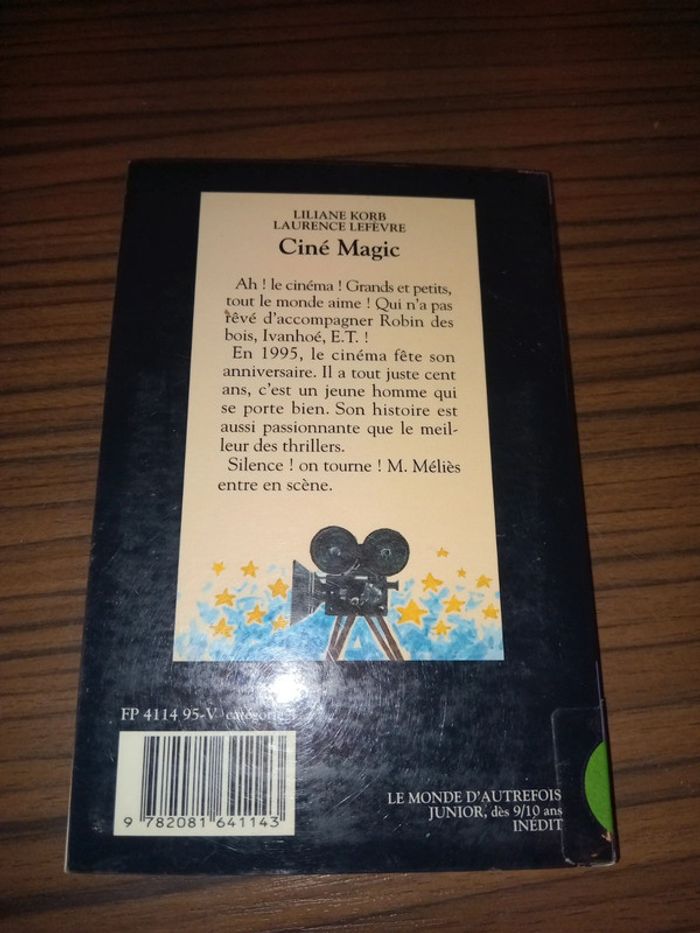 LILIANE KORB
LAURENCE LEFÈVRE
Ciné Magic
Ah ! le cinéma ! Grands et petits,
tout le monde aime ! Qui n'a pas
rêvé d'accompagner Robin des
bois, Ivanhoé, E.T. !
En 1995, le cinéma fête son
anniversaire. Il a tout juste cent
ans, c'est un jeune homme qui
se porte bien. Son histoire est
aussi passionnante que le meil-
leur des thrillers.
Silence ! on tourne ! M. Méliès
entre en scène.
FP 4114 95-V catégorie
9 782081 641143
LE MONDE D'AUTREFOIS
JUNIOR, dès 9/10 ans
INÉDIT